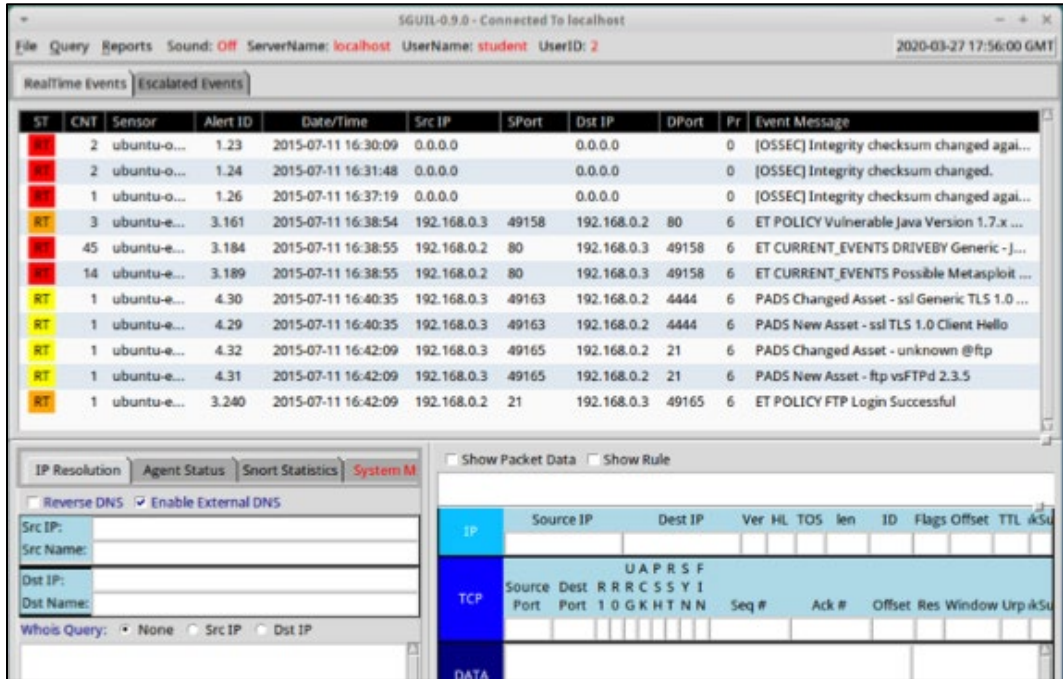 SGUIL-0.9.0 - Connected To localhost
File Query Reports Sound: Off ServerName: localhost UserName: student UserID: 2 2020-03-27 17:56:00 GMT
RealTime Events Escalated Events
ST CNT Sensor Alert ID Date/Time Src IP SPort Dst IP DPort Pr Event Message
RT 2 ubuntu-o... 1.23 2015-07-11 16:30:09 0.0.0.0 0.0.0.0 0 [OSSEC] Integrity checksum changed agai...
RT 2 ubuntu-o... 1.24 2015-07-11 16:31:48 0.0.0.0 0.0.0.0 0 [OSSEC] Integrity checksum changed.
RT 1 ubuntu-o... 1.26 2015-07-11 16:37:19 0.0.0.0 0.0.0.0 0 [OSSEC] Integrity checksum changed agai...
RT 3 ubuntu-e... 3.161 2015-07-11 16:38:54 192.168.0.3 49158 192.168.0.2 80 6 ET POLICY Vulnerable Java Version 1.7.x ...
RT 45 ubuntu-e... 3.184 2015-07-11 16:38:55 192.168.0.2 80 192.168.0.3 49158 6 ET CURRENT_EVENTS DRIVEBY Generic - J...
RT 14 ubuntu-e... 3.189 2015-07-11 16:38:55 192.168.0.2 80 192.168.0.3 49158 6 ET CURRENT_EVENTS Possible Metasploit ...
RT 1 ubuntu-e... 4.30 2015-07-11 16:40:35 192.168.0.3 49163 192.168.0.2 4444 6 PADS Changed Asset - ssl Generic TLS 1.0 ...
RT 1 ubuntu-e... 4.29 2015-07-11 16:40:35 192.168.0.3 49163 192.168.0.2 4444 6 PADS New Asset - ssl TLS 1.0 Client Hello
RT 1 ubuntu-e... 4.32 2015-07-11 16:42:09 192.168.0.3 49165 192.168.0.2 21 6 PADS Changed Asset - unknown @ftp
RT 1 ubuntu-e... 4.31 2015-07-11 16:42:09 192.168.0.3 49165 192.168.0.2 21 6 PADS New Asset - ftp vsFTPd 2.3.5
RT 1 ubuntu-e... 3.240 2015-07-11 16:42:09 192.168.0.2 21 192.168.0.3 49165 6 ET POLICY FTP Login Successful
IP Resolution Agent Status Snort Statistics System M
Reverse DNS Enable External DNS
Src IP:
Src Name:
Dst IP:
Dst Name:
Whois Query: None Src IP Dst IP
Show Packet Data Show Rule
IP Source IP Dest IP Ver HL TOS len ID Flags Offset TTL
U A P R S F
Source Dest R R R C S S Y I
TCP Port Port 1 0 G K H T N N Seq # Ack # Offset Res Window Urp
DATA